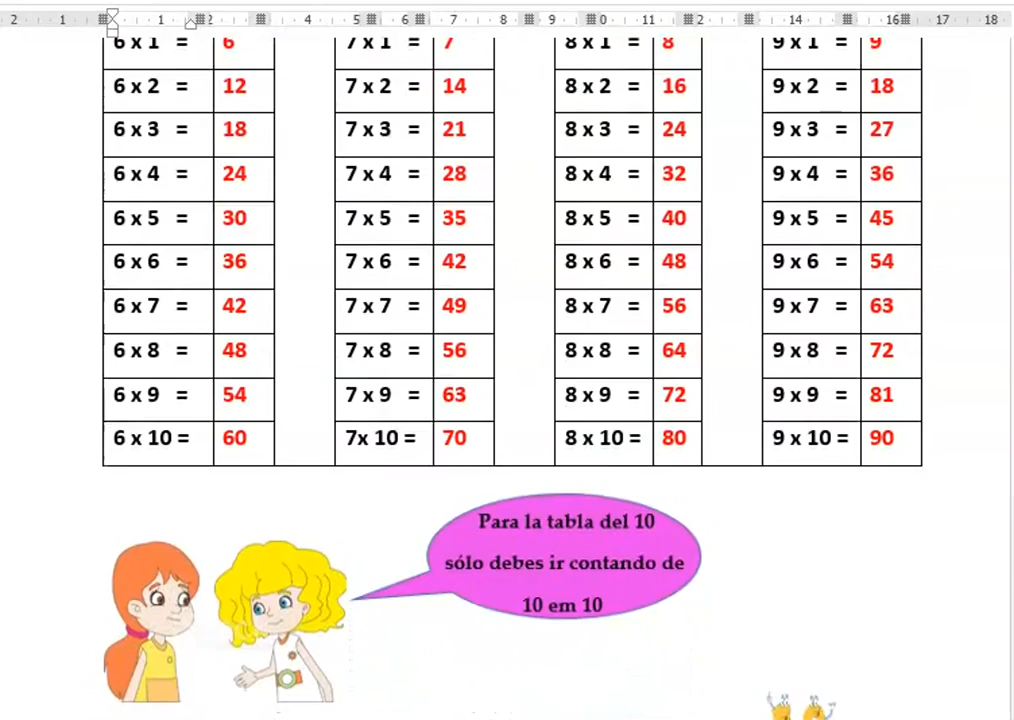 2 1 1 2 4 5 6 7 8 9 0 11 2 14 16 17 18
6 x 1 = 6 7 x 1 = 7 8 x 1 = 8 9 x 1 = 9
6 x 2 = 12 7 x 2 = 14 8 x 2 = 16 9 x 2 = 18
6 x 3 = 18 7 x 3 = 21 8 x 3 = 24 9 x 3 = 27
6 x 4 = 24 7 x 4 = 28 8 x 4 = 32 9 x 4 = 36
6 x 5 = 30 7 x 5 = 35 8 x 5 = 40 9 x 5 = 45
6 x 6 = 36 7 x 6 = 42 8 x 6 = 48 9 x 6 = 54
6 x 7 = 42 7 x 7 = 49 8 x 7 = 56 9 x 7 = 63
6 x 8 = 48 7 x 8 = 56 8 x 8 = 64 9 x 8 = 72
6 x 9 = 54 7 x 9 = 63 8 x 9 = 72 9 x 9 = 81
6 x 10 = 60 7x 10 = 70 8 x 10 = 80 9 x 10 = 90
Para la tabla del 10
sólo debes ir contando de
10 em 10